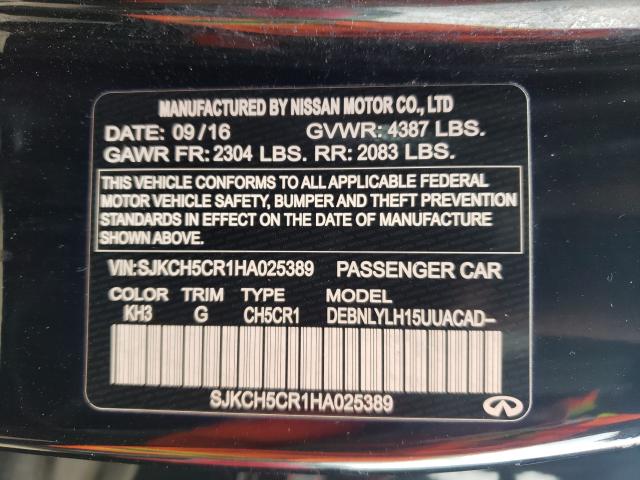 MANUFACTURED BY NISSAN MOTOR CO., LTD
DATE: 09/16 GVWR: 4387 LBS.
GAWR FR: 2304 LBS. RR: 2083 LBS.
THIS VEHICLE CONFORMS TO ALL APPLICABLE FEDERAL
MOTOR VEHICLE SAFETY, BUMPER AND THEFT PREVENTION
STANDARDS IN EFFECT ON THE DATE OF MANUFACTURE
SHOWN ABOVE.
VIN:SJKCH5CR1HA025389 PASSENGER CAR
COLOR TRIM TYPE MODEL
KH3 G CH5CR1 DEBNLYLH15UUACAD–
SJKCH5CR1HA025389